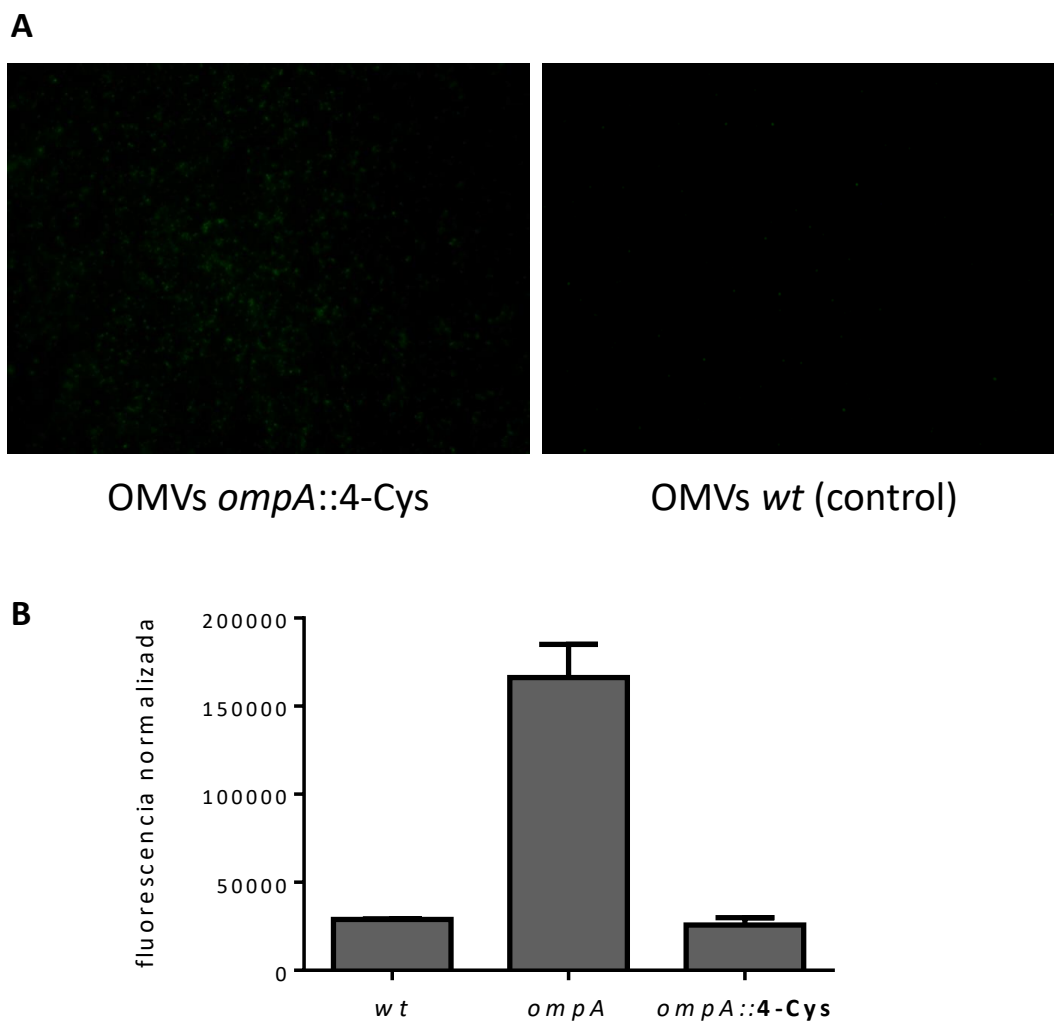 A
OMVs ompA::4-Cys
OMVs wt (control)
B
fluorescencia normalizada
200000
150000
100000
50000
0
wt
ompA
ompA::4-Cys